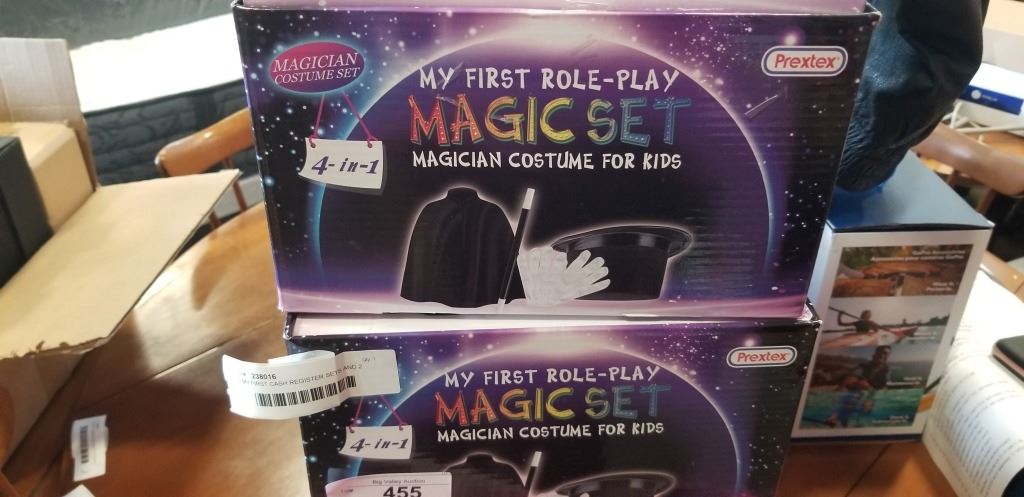 MAGICIAN
COSTUME SET
Prextex
MY FIRST ROLE-PLAY
MAGIC SET
MAGICIAN COSTUME FOR KIDS
4-in-1
Prextex
238016
FIRST CASH REGISTER SETS AND 2
MY FIRST ROLE-PLAY
MAGIC SET
MAGICIAN COSTUME FOR KIDS
4-in-1
Big Valley Auction
455